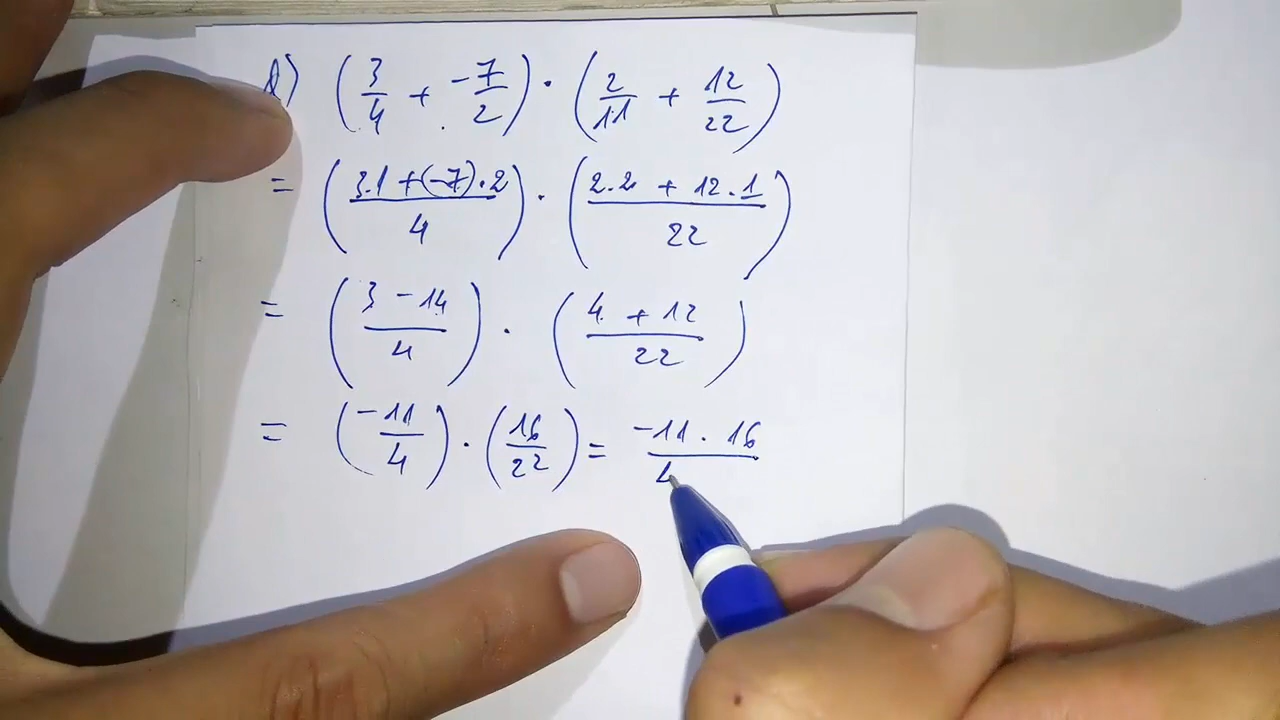 (3/4 + -7/2) · (2/11 + 12/22)
= ((3.1 + (-7).2)/4) · ((2.2 + 12.1)/22)
= ((3 - 14)/4) · ((4 + 12)/22)
= (-11/4) · (16/22) = (-11 . 16)/4